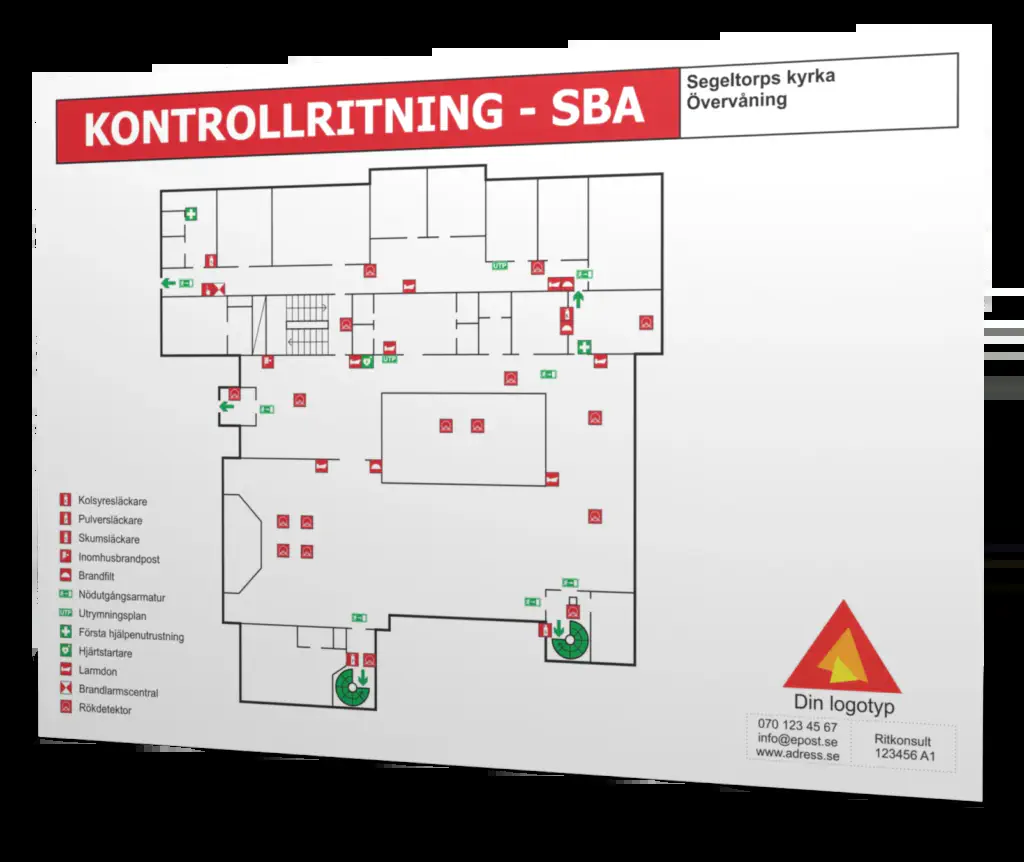 KONTROLLRITNING - SBA
Segeltorps kyrka
Övervåning
UTP
UTP
Kolsyresläckare
Pulversläckare
Skumsläckare
Inomhusbrandpost
Brandfilt
Nödutgångsarmatur
UTP Utrymningsplan
Första hjälpenutrustning
Hjärtstartare
Larmdon
Brandlarmscentral
Rökdetektor
Din logotyp
070 123 45 67
info@epost.se
www.adress.se
Ritkonsult
123456 A1